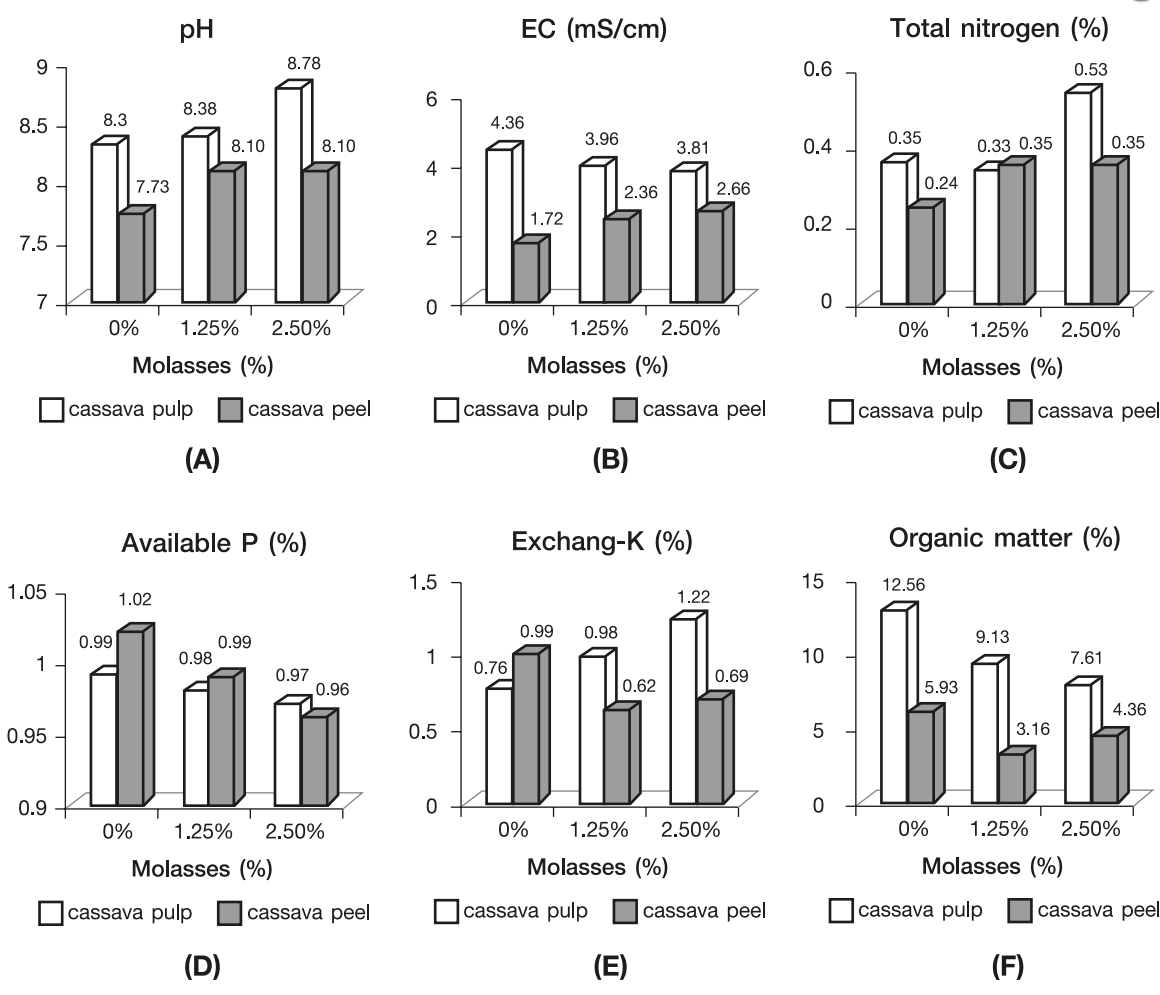 pH
9
8.5
8
7.5
7
8.3
7.73
8.38
8.10
8.78
8.10
0% 1.25% 2.50%
Molasses (%)
cassava pulp cassava peel
(A)
EC (mS/cm)
6
4
2
0
4.36
1.72
3.96
2.36
3.81
2.66
0% 1.25% 2.50%
Molasses (%)
cassava pulp cassava peel
(B)
Total nitrogen (%)
0.6
0.4
0.2
0
0.35
0.24
0.33
0.35
0.53
0.35
0% 1.25% 2.50%
Molasses (%)
cassava pulp cassava peel
(C)
Available P (%)
1.05
1
0.95
0.9
0.99
1.02
0.98
0.99
0.97
0.96
0% 1.25% 2.50%
Molasses (%)
cassava pulp cassava peel
(D)
Exchang-K (%)
1.5
1
0.5
0
0.76
0.99
0.98
0.62
1.22
0.69
0% 1.25% 2.50%
Molasses (%)
cassava pulp cassava peel
(E)
Organic matter (%)
15
10
5
0
12.56
5.93
9.13
3.16
7.61
4.36
0% 1.25% 2.50%
Molasses (%)
cassava pulp cassava peel
(F)